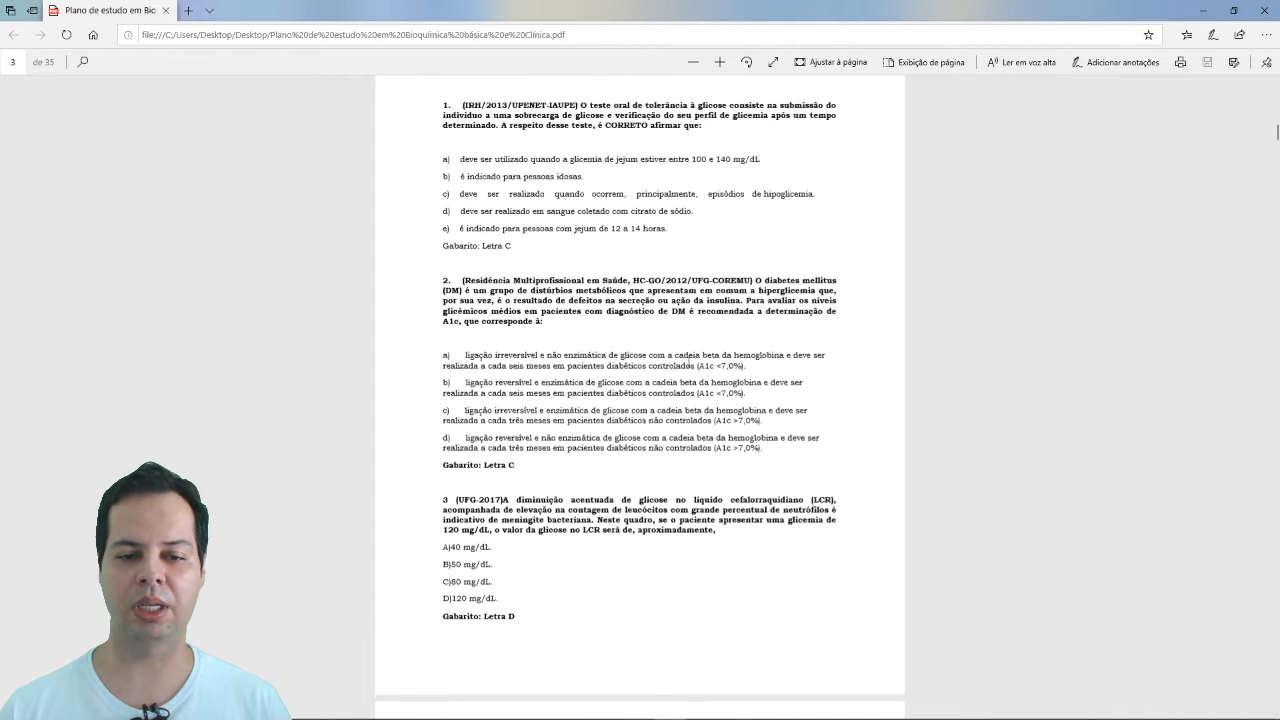 Plano de estudo em Bio
file:///C:/Users/Desktop/Desktop/Plano%20de%20estudo%20em%20Bioquímica%20básica%20e%20Clínica.pdf
3 de 35
Ajustar à página
Exibição de página
Ler em voz alta
Adicionar anotações
1. (IRH/2013/UPENET-IAUPE) O teste oral de tolerância à glicose consiste na submissão do
indivíduo a uma sobrecarga de glicose e verificação do seu perfil de glicemia após um tempo
determinado. A respeito desse teste, é CORRETO afirmar que:
a) deve ser utilizado quando a glicemia de jejum estiver entre 100 e 140 mg/dL
b) é indicado para pessoas idosas.
c) deve ser realizado quando ocorrem, principalmente, episódios de hipoglicemia.
d) deve ser realizado em sangue coletado com citrato de sódio.
e) é indicado para pessoas com jejum de 12 a 14 horas.
Gabarito: Letra C
2. (Residência Multiprofissional em Saúde, HC-GO/2012/UFG-COREMU) O diabetes mellitus
(DM) é um grupo de distúrbios metabólicos que apresentam em comum a hiperglicemia que,
por sua vez, é o resultado de defeitos na secreção ou ação da insulina. Para avaliar os níveis
glicêmicos médios em pacientes com diagnóstico de DM é recomendada a determinação de
A1c, que corresponde à:
a) ligação irreversível e não enzimática de glicose com a cadeia beta da hemoglobina e deve ser
realizada a cada seis meses em pacientes diabéticos controlados (A1c <7,0%).
b) ligação reversível e enzimática de glicose com a cadeia beta da hemoglobina e deve ser
realizada a cada seis meses em pacientes diabéticos controlados (A1c <7,0%).
c) ligação irreversível e enzimática de glicose com a cadeia beta da hemoglobina e deve ser
realizada a cada três meses em pacientes diabéticos não controlados (A1c >7,0%).
d) ligação reversível e não enzimática de glicose com a cadeia beta da hemoglobina e deve ser
realizada a cada três meses em pacientes diabéticos não controlados (A1c >7,0%).
Gabarito: Letra C
3 (UFG-2017)A diminuição acentuada de glicose no líquido cefalorraquidiano (LCR),
acompanhada de elevação na contagem de leucócitos com grande percentual de neutrófilos é
indicativo de meningite bacteriana. Neste quadro, se o paciente apresentar uma glicemia de
120 mg/dL, o valor da glicose no LCR será de, aproximadamente,
A)40 mg/dL.
B)50 mg/dL.
C)80 mg/dL.
D)120 mg/dL.
Gabarito: Letra D